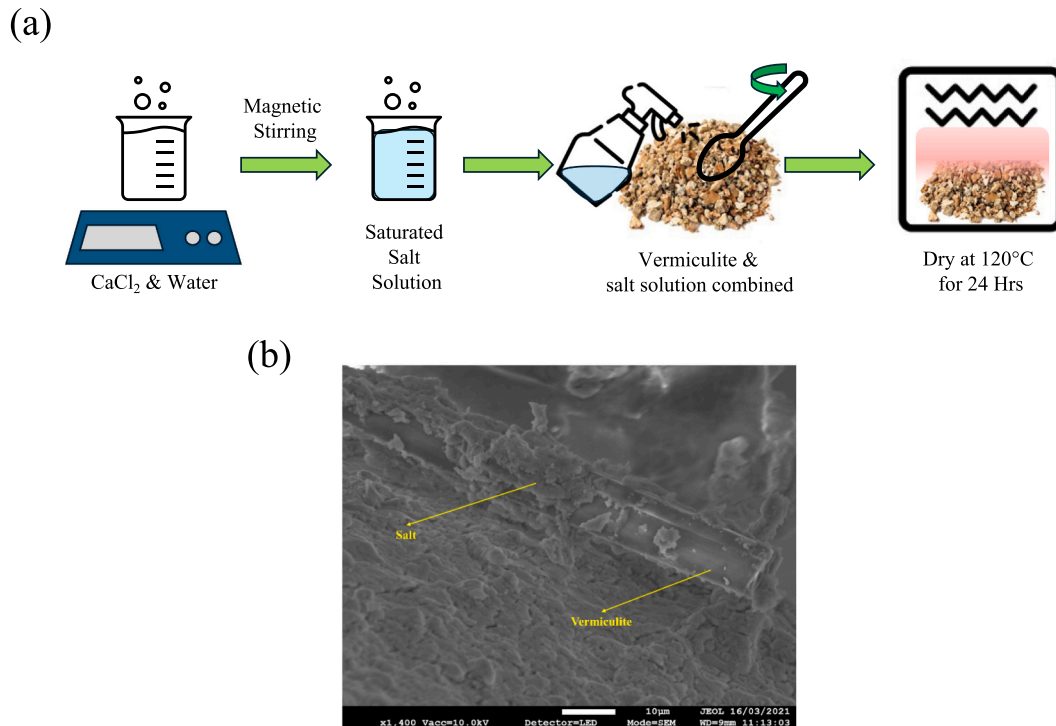 (a)
Magnetic
Stirring
CaCl₂ & Water
Saturated
Salt
Solution
Vermiculite &
salt solution combined
Dry at 120°C
for 24 Hrs
(b)
Salt
Vermiculite
10μm JEOL 16/03/2021
x1,400 Vacc=10.0kV Detector=LED Mode=SEM WD=9mm 11:13:03